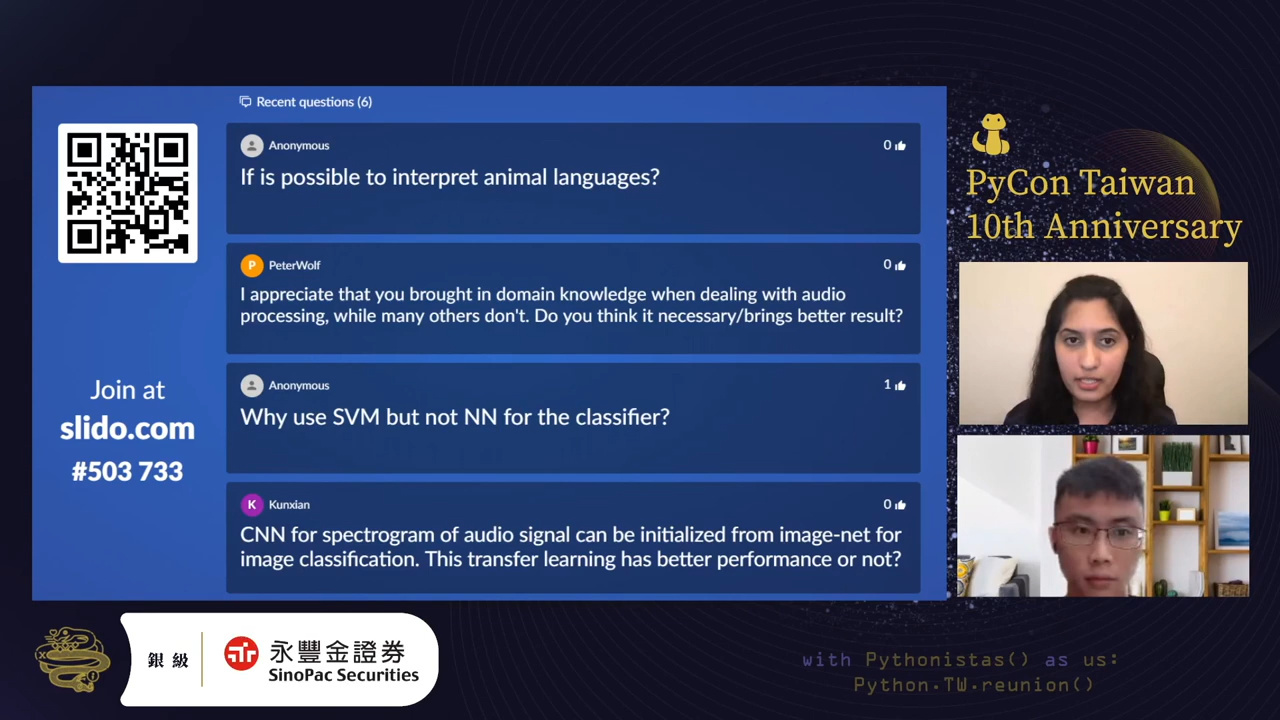 Recent questions (6)
Anonymous
0
If is possible to interpret animal languages?
P
PeterWolf
0
I appreciate that you brought in domain knowledge when dealing with audio
processing, while many others don't. Do you think it necessary/brings better result?
Anonymous
1
Why use SVM but not NN for the classifier?
K
Kunxian
0
CNN for spectrogram of audio signal can be initialized from image-net for
image classification. This transfer learning has better performance or not?
Join at
slido.com
#503 733
PyCon Taiwan
10th Anniversary
銀級
永豐金證券
SinoPac Securities
with Pythonistas() as us:
Python.TW.reunion()